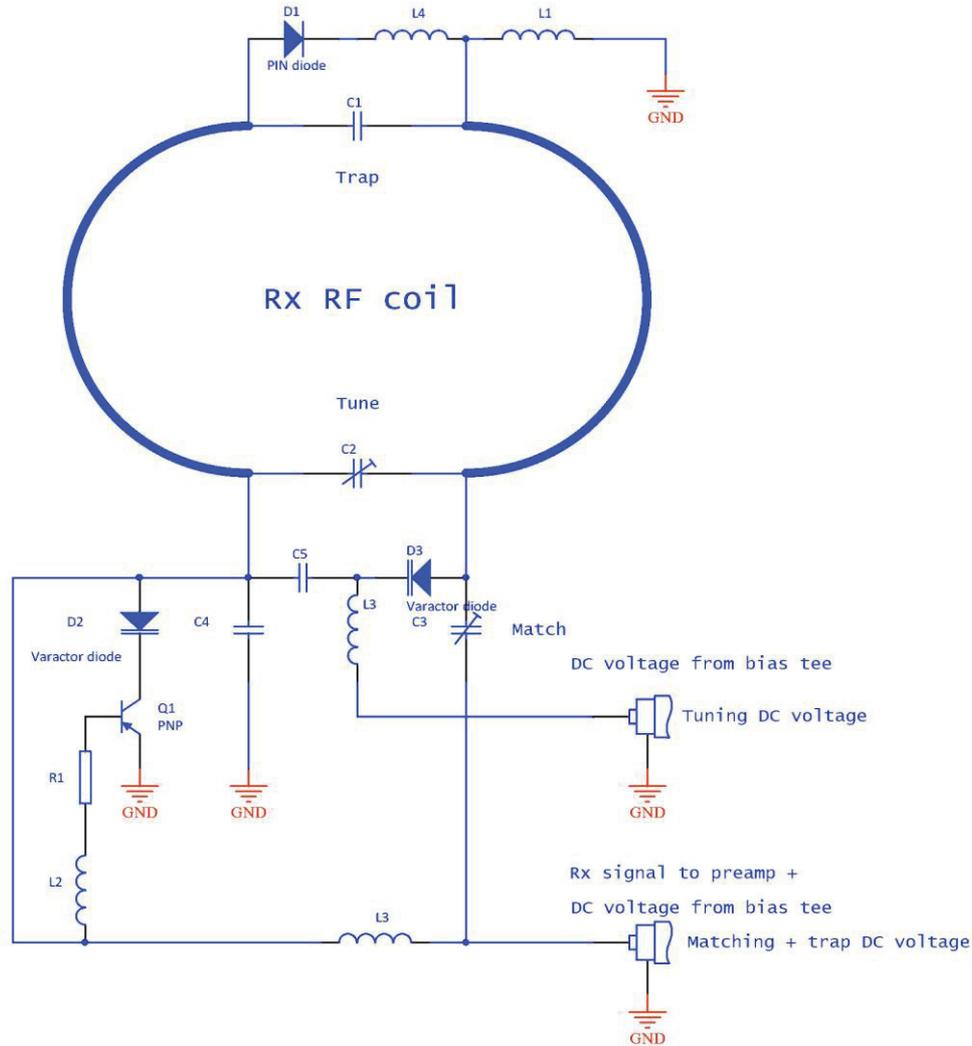 D1
L4
L1
PIN diode
GND
C1
Trap
Rx RF coil
Tune
C2
C5
D3
D2
C4
L3
Varactor diode
C3
Match
Varactor diode
DC voltage from bias tee
Q1
PNP
Tuning DC voltage
R1
GND
GND
GND
L2
Rx signal to preamp +
DC voltage from bias tee
L3
Matching + trap DC voltage
GND